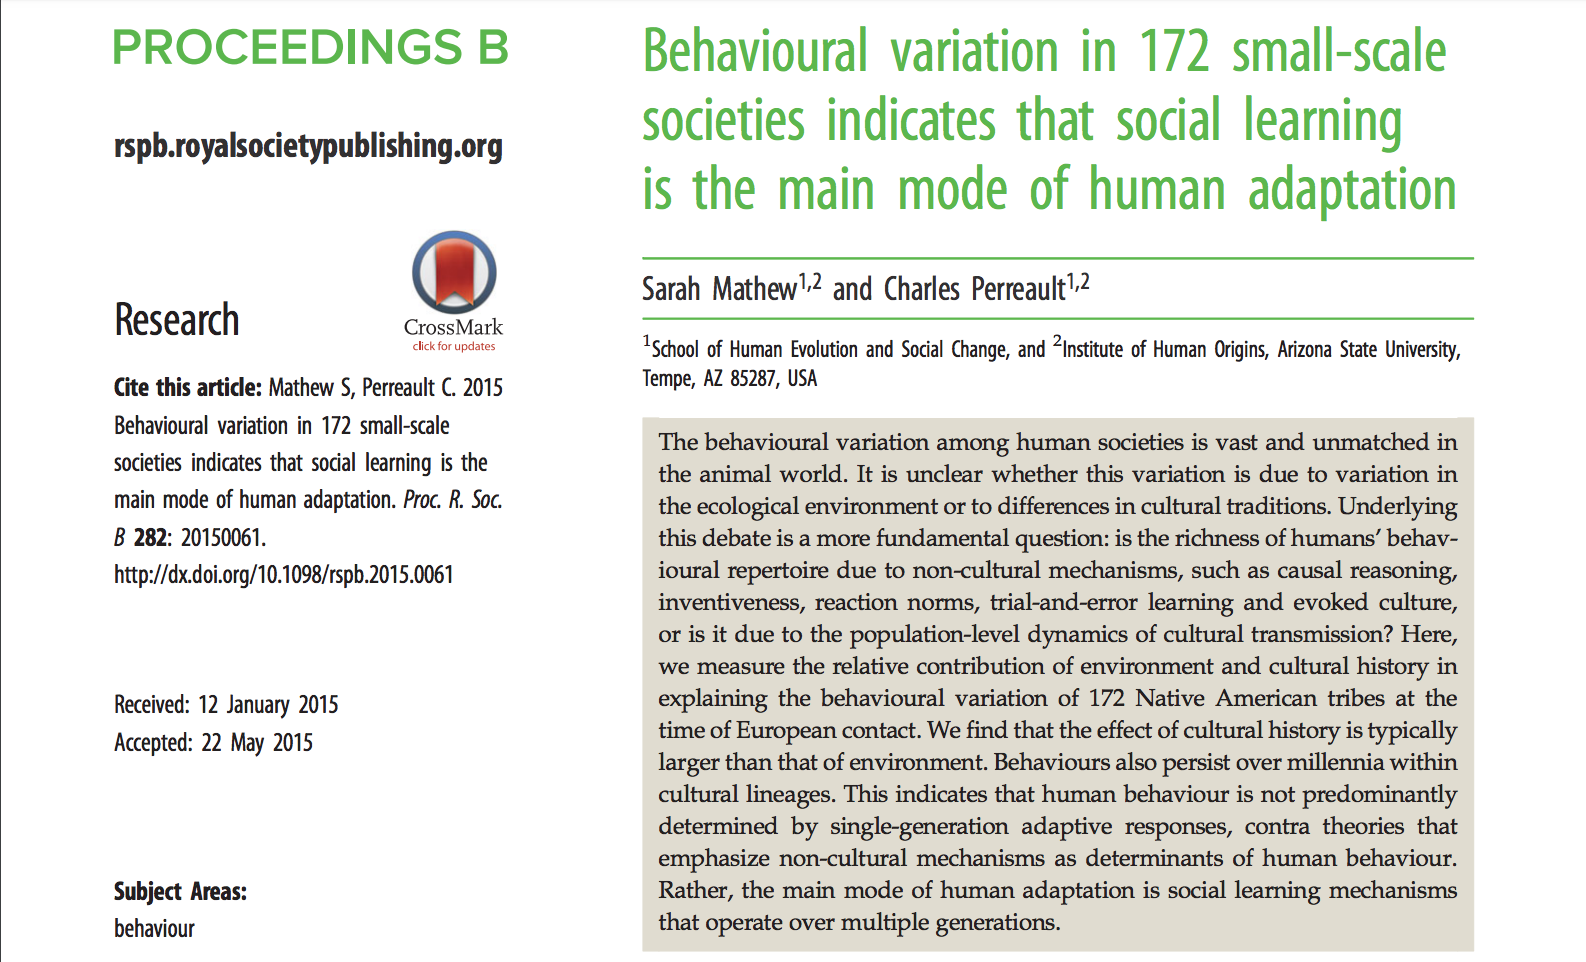 PROCEEDINGS B
rspb.royalsocietypublishing.org
Research
CrossMark
click for updates
Cite this article: Mathew S, Perreault C. 2015
Behavioural variation in 172 small-scale
societies indicates that social learning is the
main mode of human adaptation. Proc. R. Soc.
B 282: 20150061.
http://dx.doi.org/10.1098/rspb.2015.0061
Received: 12 January 2015
Accepted: 22 May 2015
Subject Areas:
behaviour
Behavioural variation in 172 small-scale
societies indicates that social learning
is the main mode of human adaptation
Sarah Mathew1,2 and Charles Perreault1,2
1School of Human Evolution and Social Change, and 2Institute of Human Origins, Arizona State University,
Tempe, AZ 85287, USA
The behavioural variation among human societies is vast and unmatched in
the animal world. It is unclear whether this variation is due to variation in
the ecological environment or to differences in cultural traditions. Underlying
this debate is a more fundamental question: is the richness of humans’ behav-
ioural repertoire due to non-cultural mechanisms, such as causal reasoning,
inventiveness, reaction norms, trial-and-error learning and evoked culture,
or is it due to the population-level dynamics of cultural transmission? Here,
we measure the relative contribution of environment and cultural history in
explaining the behavioural variation of 172 Native American tribes at the
time of European contact. We find that the effect of cultural history is typically
larger than that of environment. Behaviours also persist over millennia within
cultural lineages. This indicates that human behaviour is not predominantly
determined by single-generation adaptive responses, contra theories that
emphasize non-cultural mechanisms as determinants of human behaviour.
Rather, the main mode of human adaptation is social learning mechanisms
that operate over multiple generations.